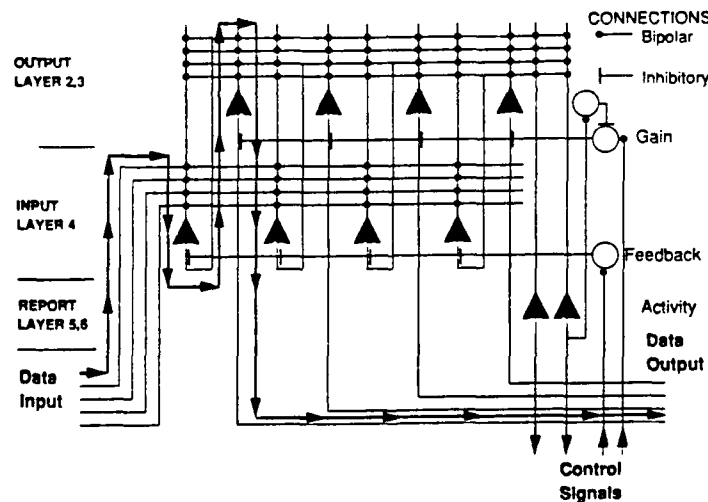 CONNECTIONS
Bipolar
Inhibitory
OUTPUT
LAYER 2,3
Gain
INPUT
LAYER 4
Feedback
REPORT
LAYER 5,6
Activity
Data
Output
Data
Input
Control
Signals